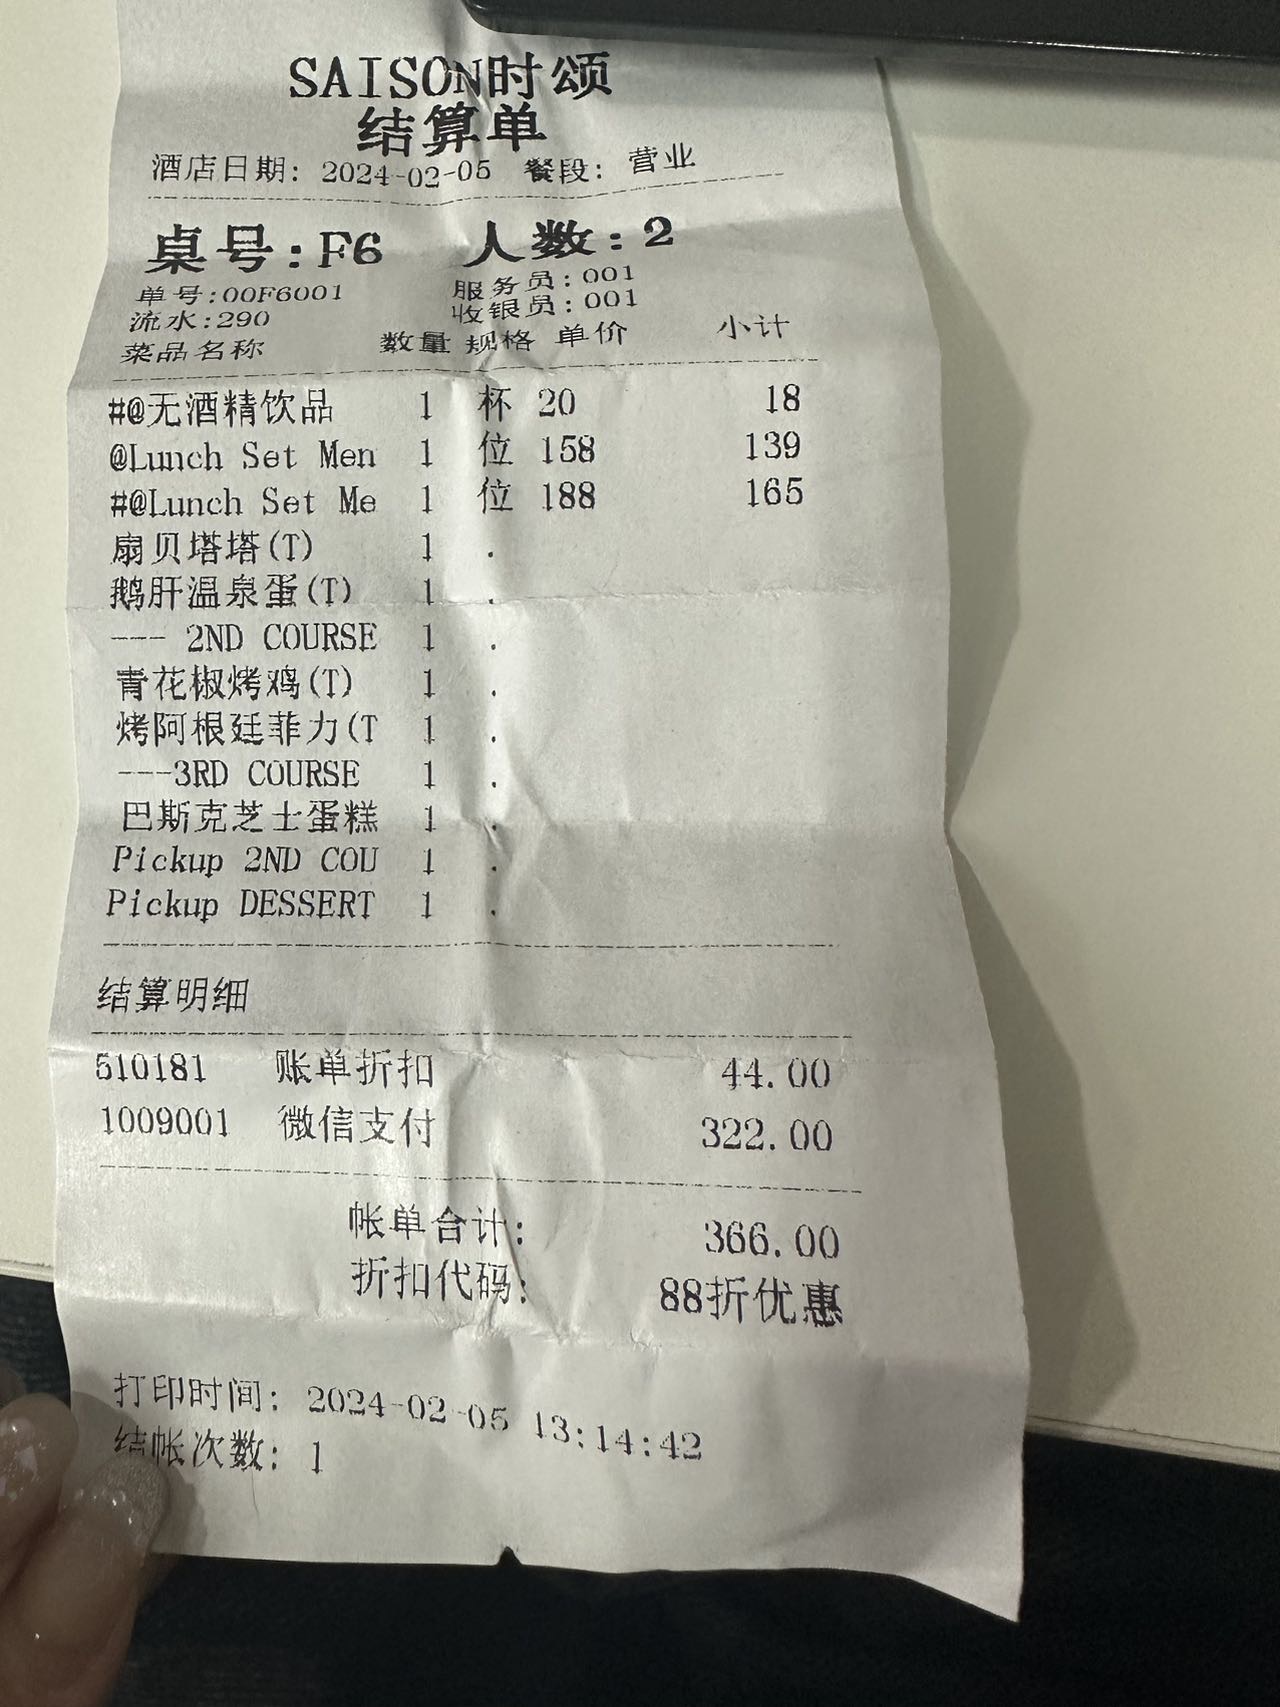 SAISON时颂
结算单
酒店日期: 2024-02-05 餐段: 营业
桌号:F6 人数:2
单号:00F6001 服务员:001
流水:290 收银员:001
菜品名称 数量 规格 单价 小计
#@无酒精饮品 1 杯 20 18
@Lunch Set Men 1 位 158 139
#@Lunch Set Me 1 位 188 165
扇贝塔塔(T) 1 .
鹅肝温泉蛋(T) 1 .
--- 2ND COURSE 1 .
青花椒烤鸡(T) 1 .
烤阿根廷菲力(T 1 .
---3RD COURSE 1 .
巴斯克芝士蛋糕 1 .
Pickup 2ND COU 1 .
Pickup DESSERT 1 .
结算明细
510181 账单折扣 44.00
1009001 微信支付 322.00
帐单合计: 366.00
折扣代码: 88折优惠
打印时间: 2024-02-05 13:14:42
结帐次数: 1